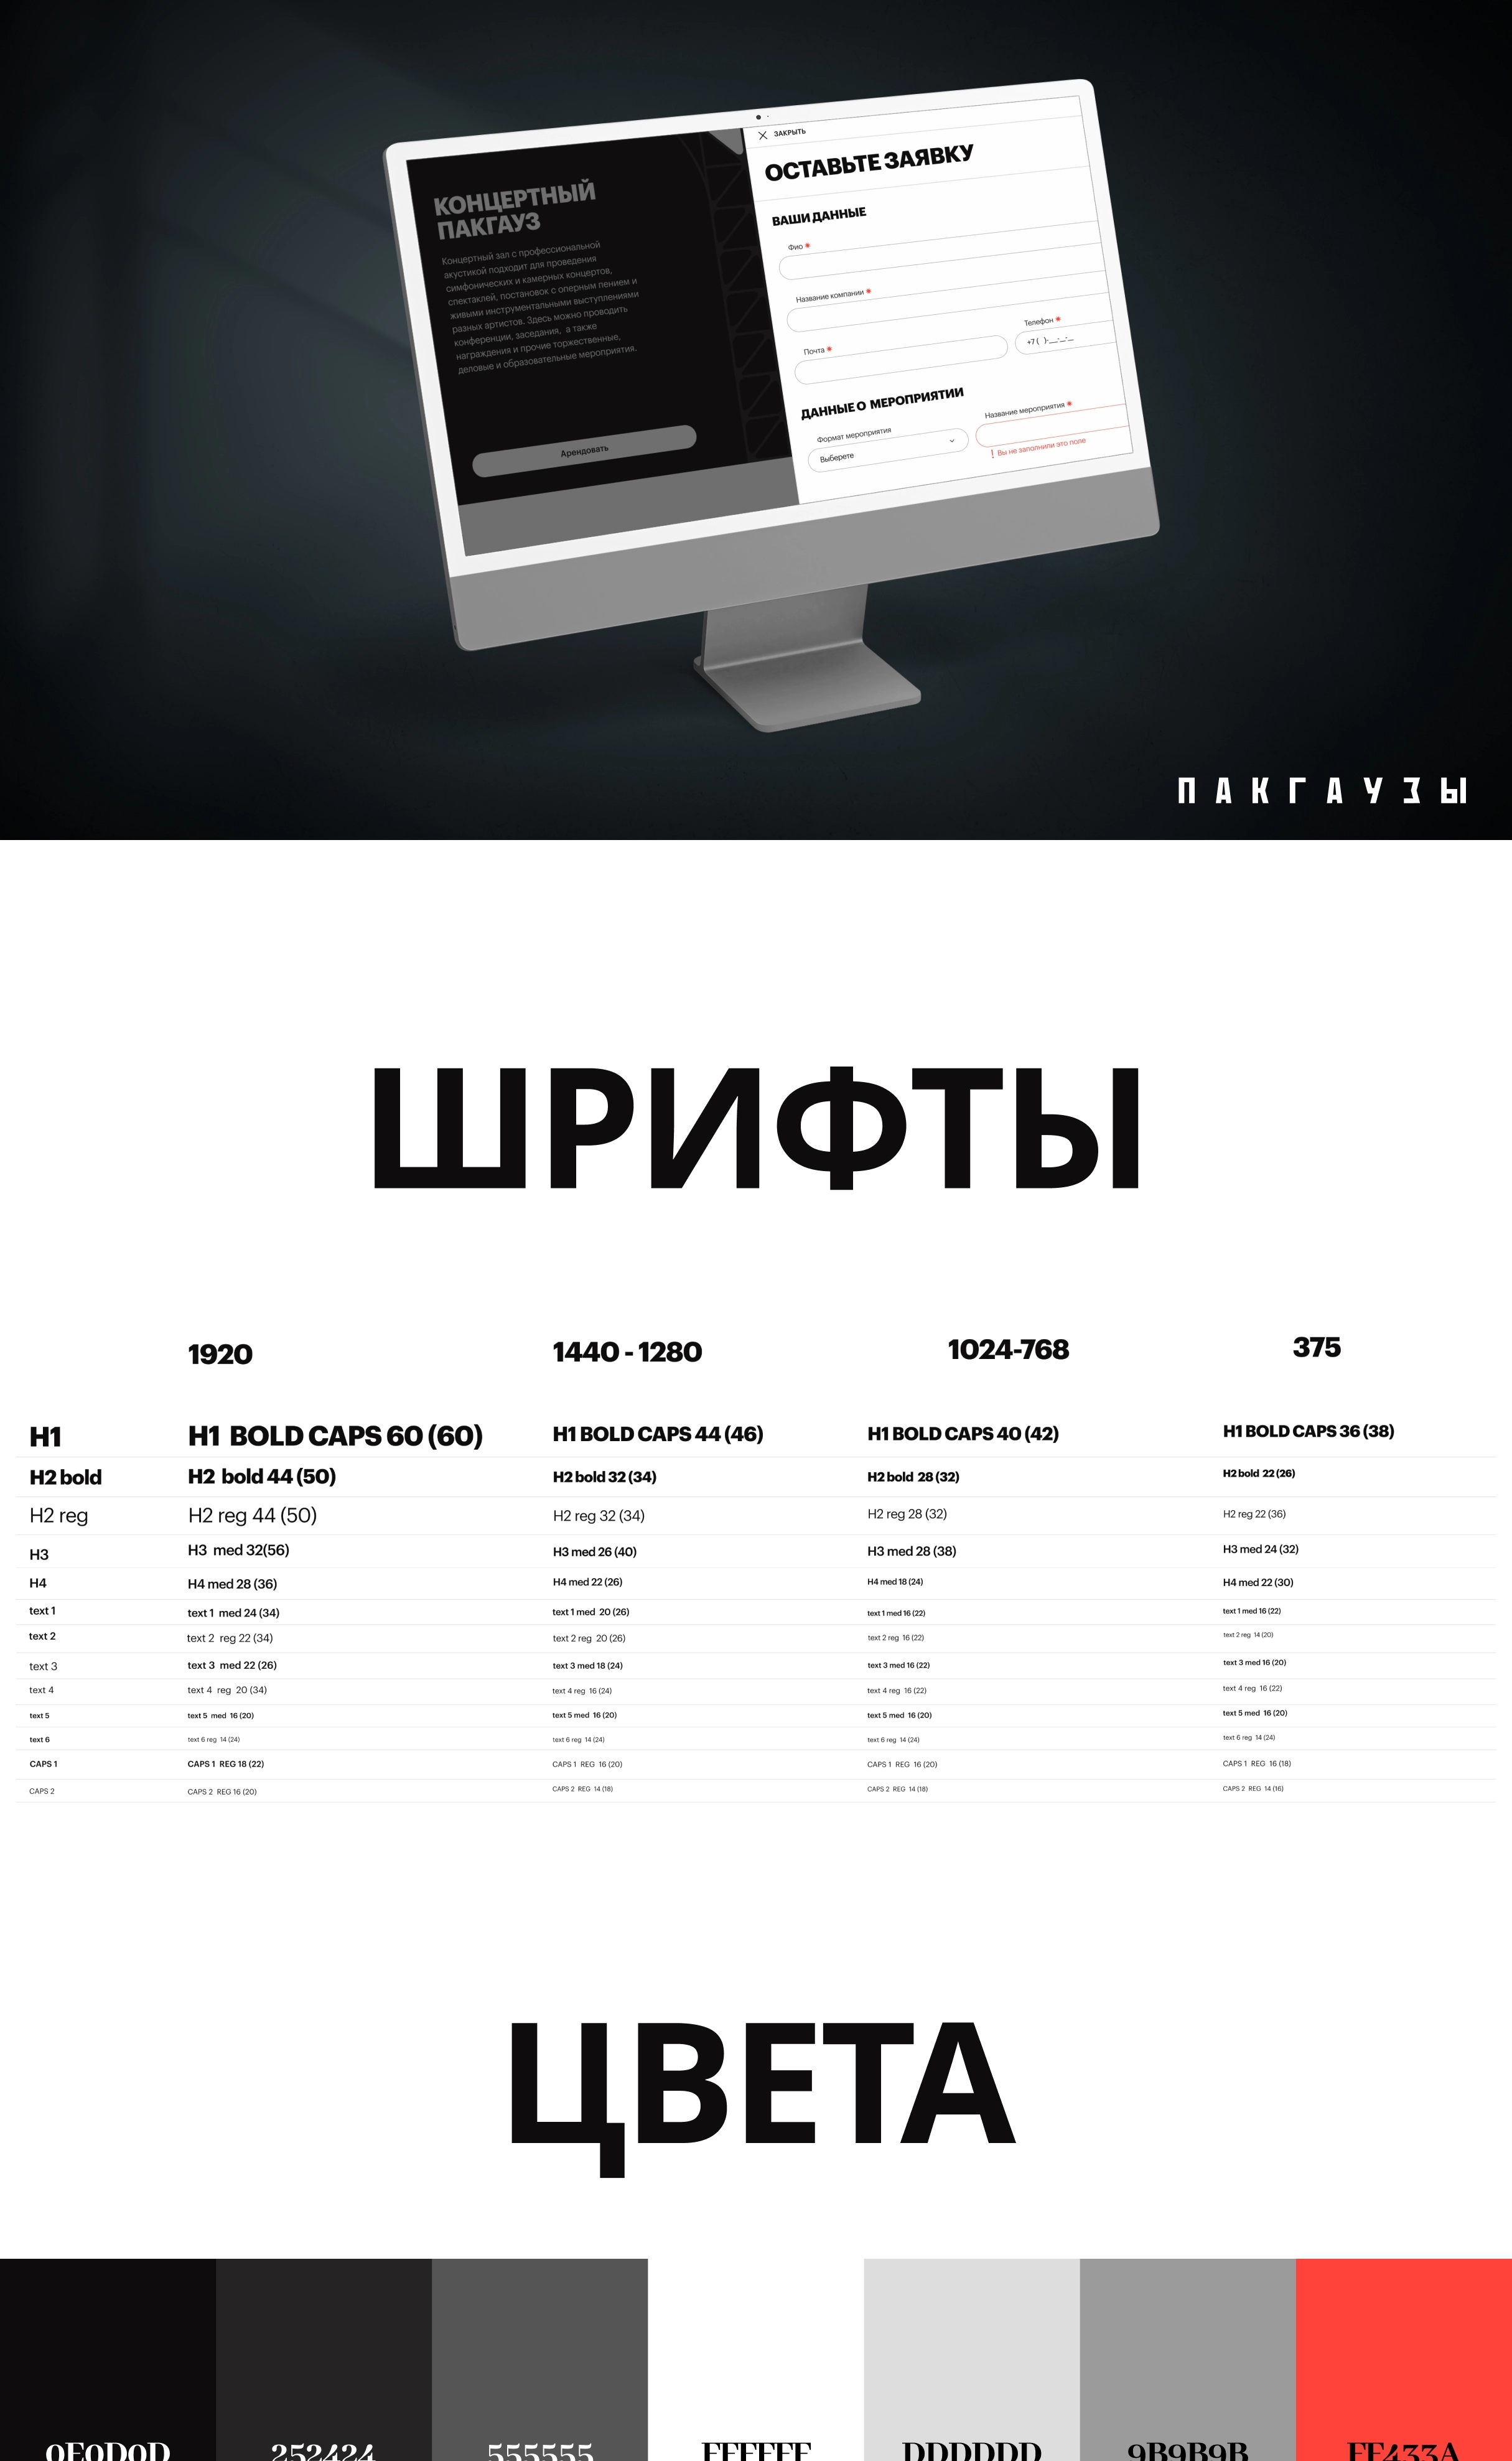 КОНЦЕРТНЫЙ
ПАКГАУЗ
Концертный зал с профессиональной
акустикой подходит для проведения
симфонических и камерных концертов,
спектаклей, постановок с оперным пением и
живыми инструментальными выступлениями
разных артистов. Здесь можно проводить
конференции, заседания, а также
награждения и прочие торжественные,
деловые и образовательные мероприятия.
Арендовать
ЗАКРЫТЬ
ОСТАВЬТЕ ЗАЯВКУ
ВАШИ ДАННЫЕ
Фио *
Название компании *
Почта *
Телефон *
+7 ( )-__-_-_
ДАННЫЕ О МЕРОПРИЯТИИ
Формат мероприятия
Выберете
Название мероприятия *
! Вы не заполнили это поле
ПАКГАУЗЫ
ШРИФТЫ
1920 1440 - 1280 1024-768 375
H1 H1 BOLD CAPS 60 (60) H1 BOLD CAPS 44 (46) H1 BOLD CAPS 40 (42) H1 BOLD CAPS 36 (38)
H2 bold H2 bold 44 (50) H2 bold 32 (34) H2 bold 28 (32) H2 bold 22 (26)
H2 reg H2 reg 44 (50) H2 reg 32 (34) H2 reg 28 (32) H2 reg 22 (36)
H3 H3 med 32(56) H3 med 26 (40) H3 med 28 (38) H3 med 24 (32)
H4 H4 med 28 (36) H4 med 22 (26) H4 med 18 (24) H4 med 22 (30)
text 1 text 1 med 24 (34) text 1 med 20 (26) text 1 med 16 (22) text 1 med 16 (22)
text 2 text 2 reg 22 (34) text 2 reg 20 (26) text 2 reg 16 (22) text 2 reg 14 (20)
text 3 text 3 med 22 (26) text 3 med 18 (24) text 3 med 16 (22) text 3 med 16 (20)
text 4 text 4 reg 20 (34) text 4 reg 16 (24) text 4 reg 16 (22) text 4 reg 16 (22)
text 5 text 5 med 16 (20) text 5 med 16 (20) text 5 med 16 (20) text 5 med 16 (20)
text 6 text 6 reg 14 (24) text 6 reg 14 (24) text 6 reg 14 (24) text 6 reg 14 (24)
CAPS 1 CAPS 1 REG 18 (22) CAPS 1 REG 16 (20) CAPS 1 REG 16 (20) CAPS 1 REG 16 (18)
CAPS 2 CAPS 2 REG 16 (20) CAPS 2 REG 14 (18) CAPS 2 REG 14 (18) CAPS 2 REG 14 (16)
ЦВЕТА
0E0D0D 252424 555555 FFFFFF DDDDDD 9B9B9B FF433A